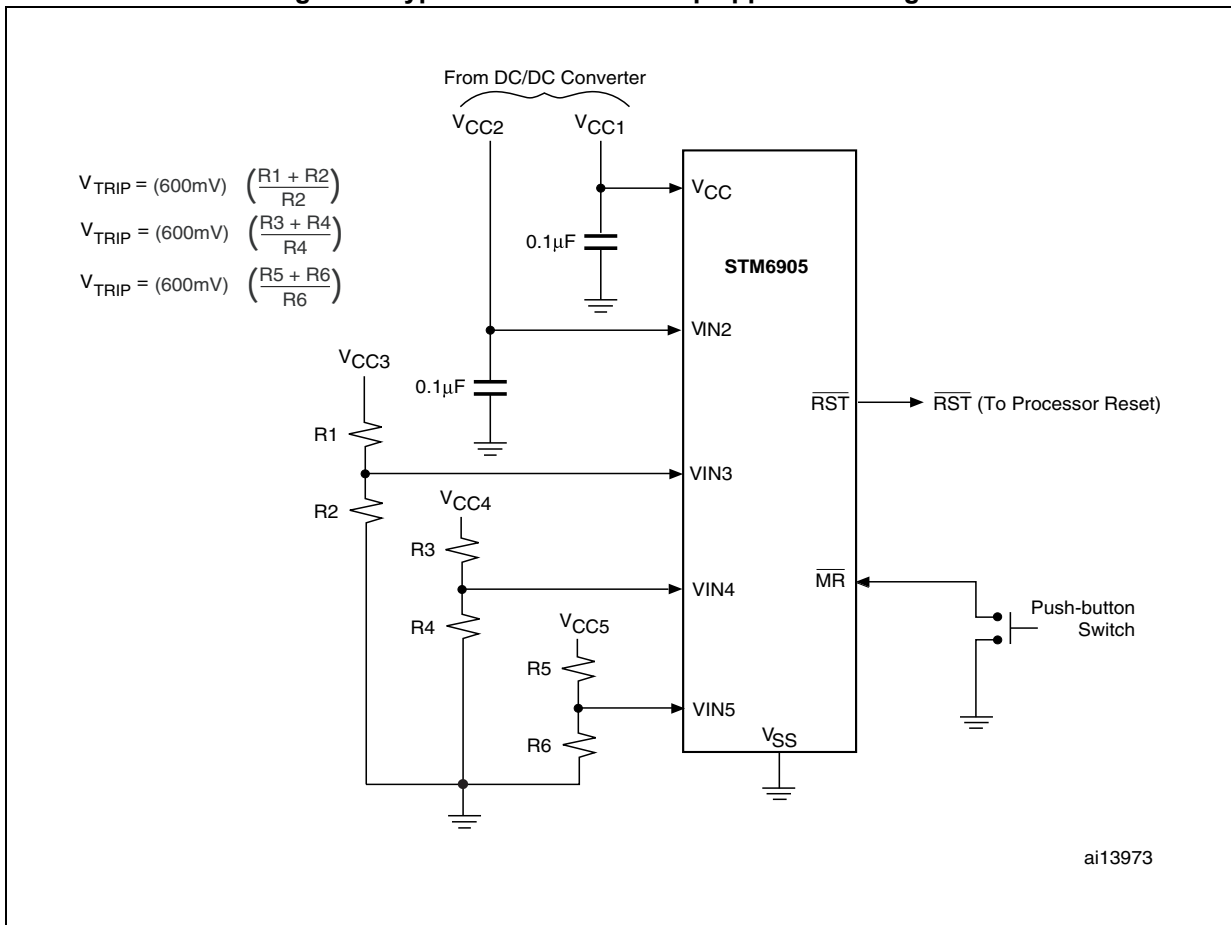 From DC/DC Converter
VCC2 VCC1
VTRIP = (600mV) (R1 + R2 / R2)
VTRIP = (600mV) (R3 + R4 / R4)
VTRIP = (600mV) (R5 + R6 / R6)
VCC
0.1μF
STM6905
VIN2
VCC3
0.1μF
RST
RST (To Processor Reset)
R1
VIN3
R2
VCC4
R3
MR
VIN4
Push-button
Switch
R4
VCC5
R5
VIN5
R6
VSS
ai13973